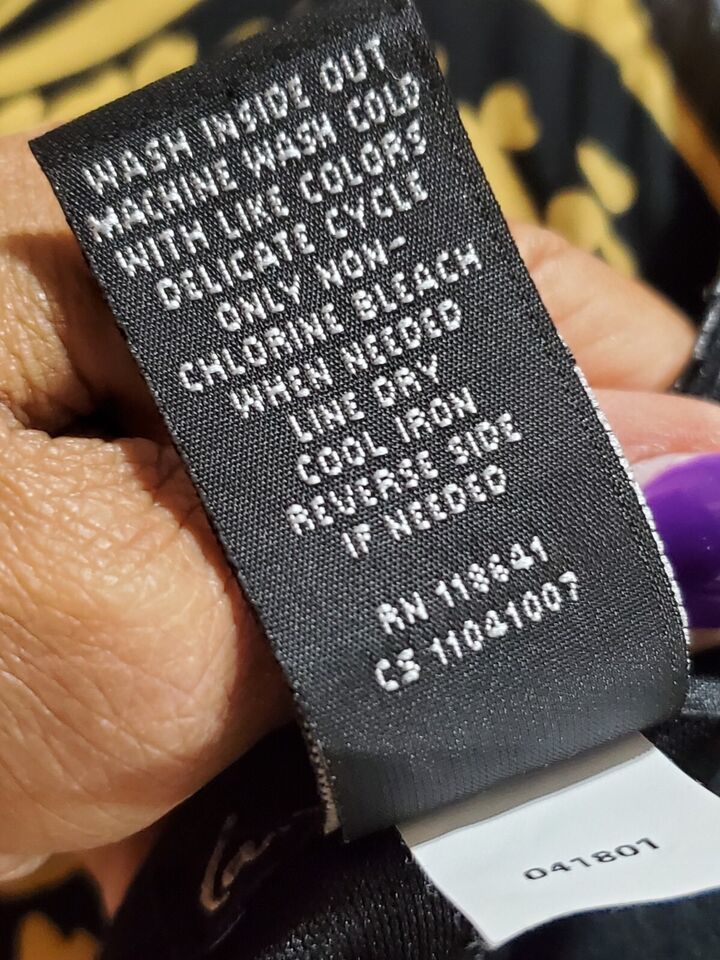 WASH INSIDE OUT
MACHINE WASH COLD
WITH LIKE COLORS
DELICATE CYCLE
ONLY NON-
CHLORINE BLEACH
WHEN NEEDED
LINE DRY
COOL IRON
REVERSE SIDE
IF NEEDED
RN 118641
CS 11041007
041801